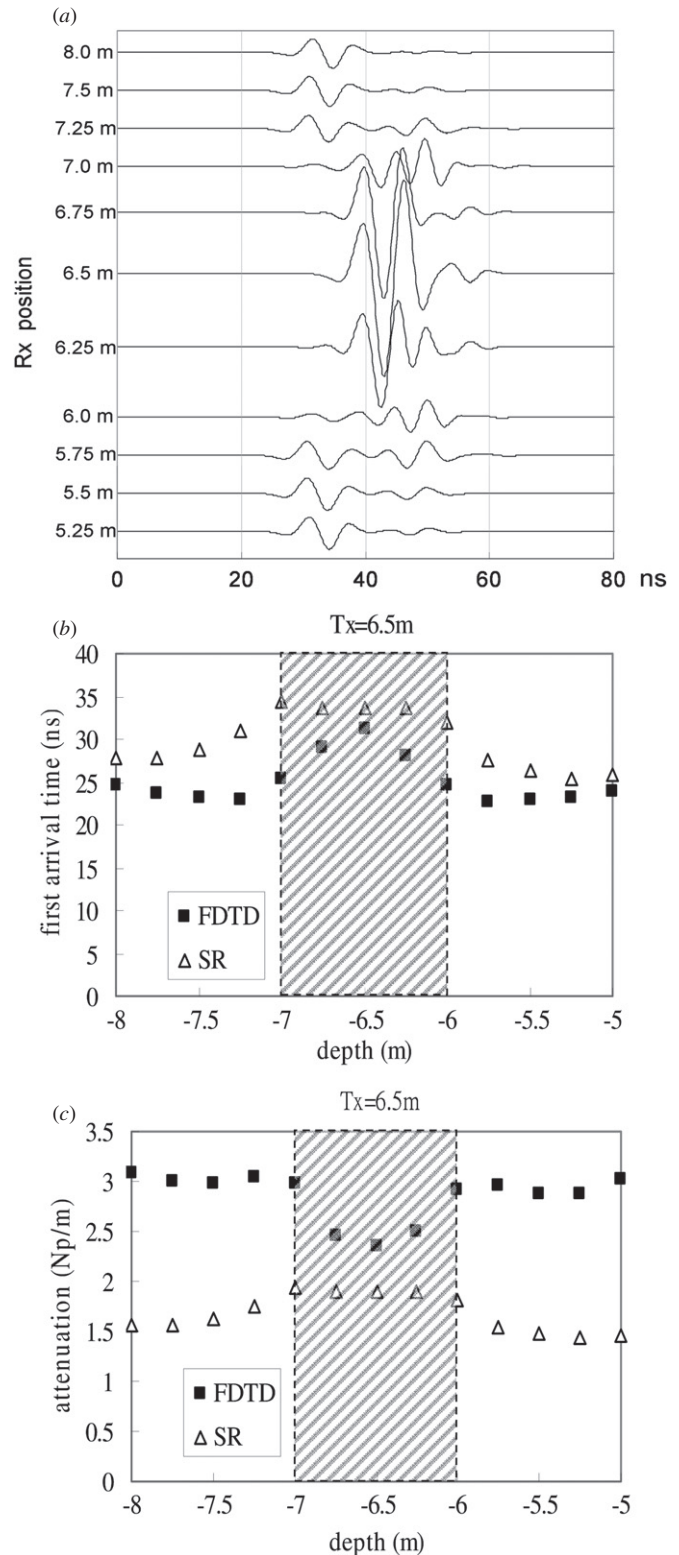 (a)
8.0 m
7.5 m
7.25 m
7.0 m
6.75 m
6.5 m
6.25 m
6.0 m
5.75 m
5.5 m
5.25 m
Rx position
0 20 40 60 80 ns
(b)
Tx=6.5m
40
35
30
25
20
15
10
5
0
first arrival time (ns)
FDTD
SR
-8 -7.5 -7 -6.5 -6 -5.5 -5
depth (m)
(c)
Tx=6.5m
3.5
3
2.5
2
1.5
1
0.5
0
attenuation (Np/m)
FDTD
SR
-8 -7.5 -7 -6.5 -6 -5.5 -5
depth (m)